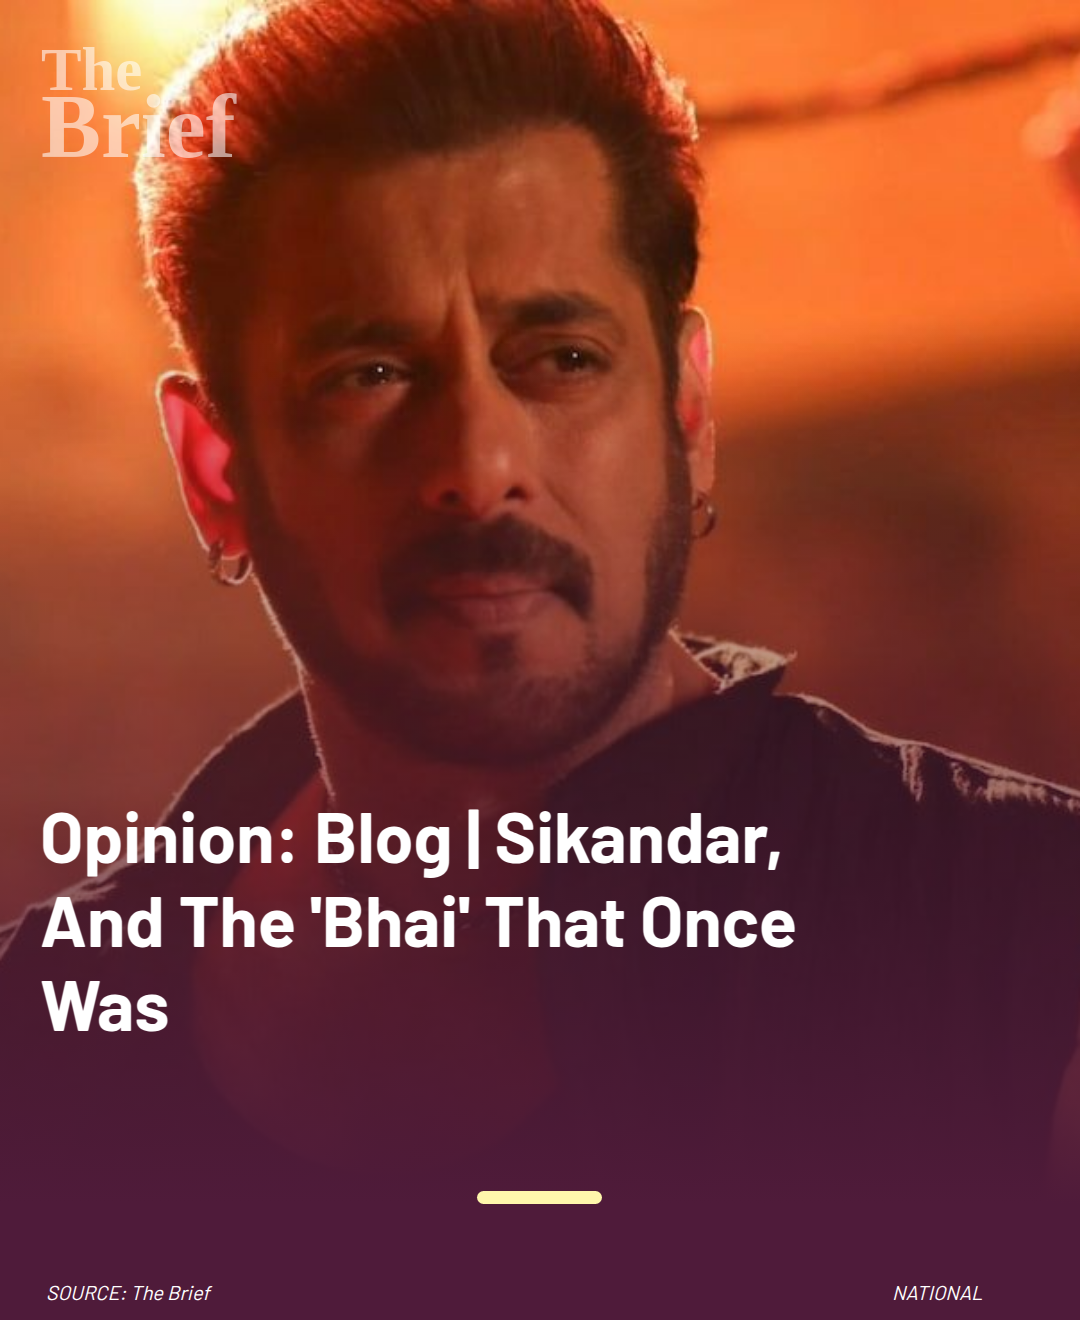 The
Brief
Opinion: Blog | Sikandar,
And The 'Bhai' That Once
Was
SOURCE: The Brief
NATIONAL